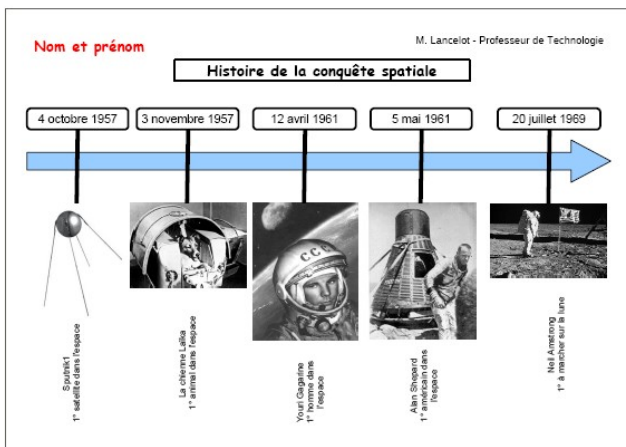 Nom et prénom
M. Lancelot - Professeur de Technologie
Histoire de la conquête spatiale
4 octobre 1957
3 novembre 1957
12 avril 1961
5 mai 1961
20 juillet 1969
CCC
Sputnik1
1° satellite dans l'espace
La chienne Laïka
1° animal dans l'espace
Youri Gagarine
1°homme dans
l'espace
Alan Shepard
1°américain dans
l'espace
Neil Amstrong
1° à marcher sur la lune